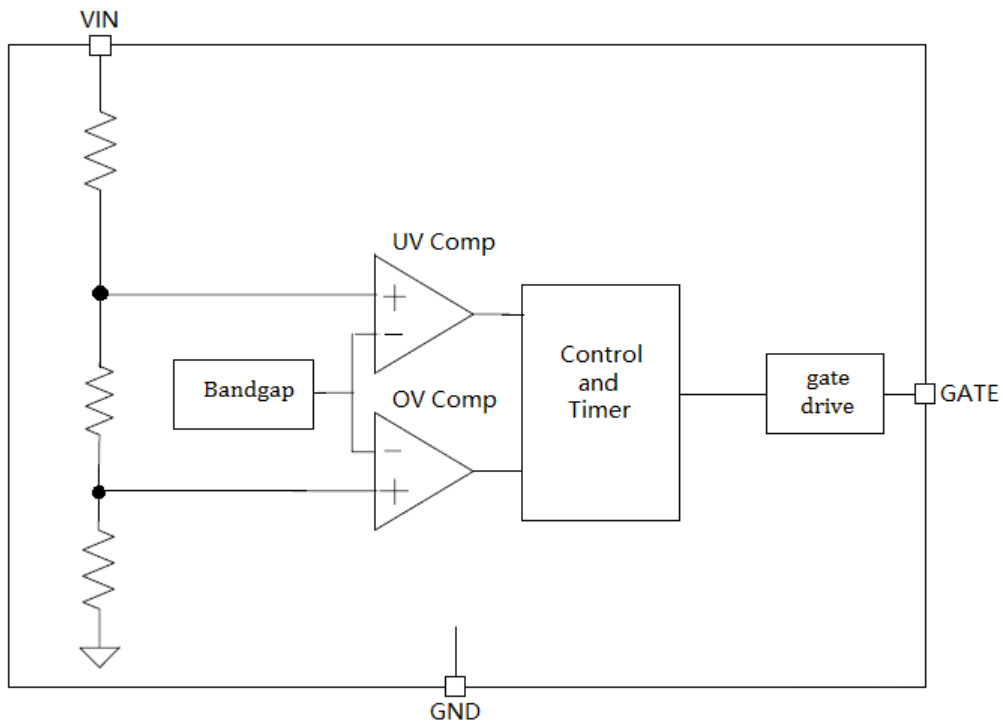 VIN
UV Comp
+
−
Bandgap
OV Comp
−
+
Control
and
Timer
gate
drive
GATE
GND